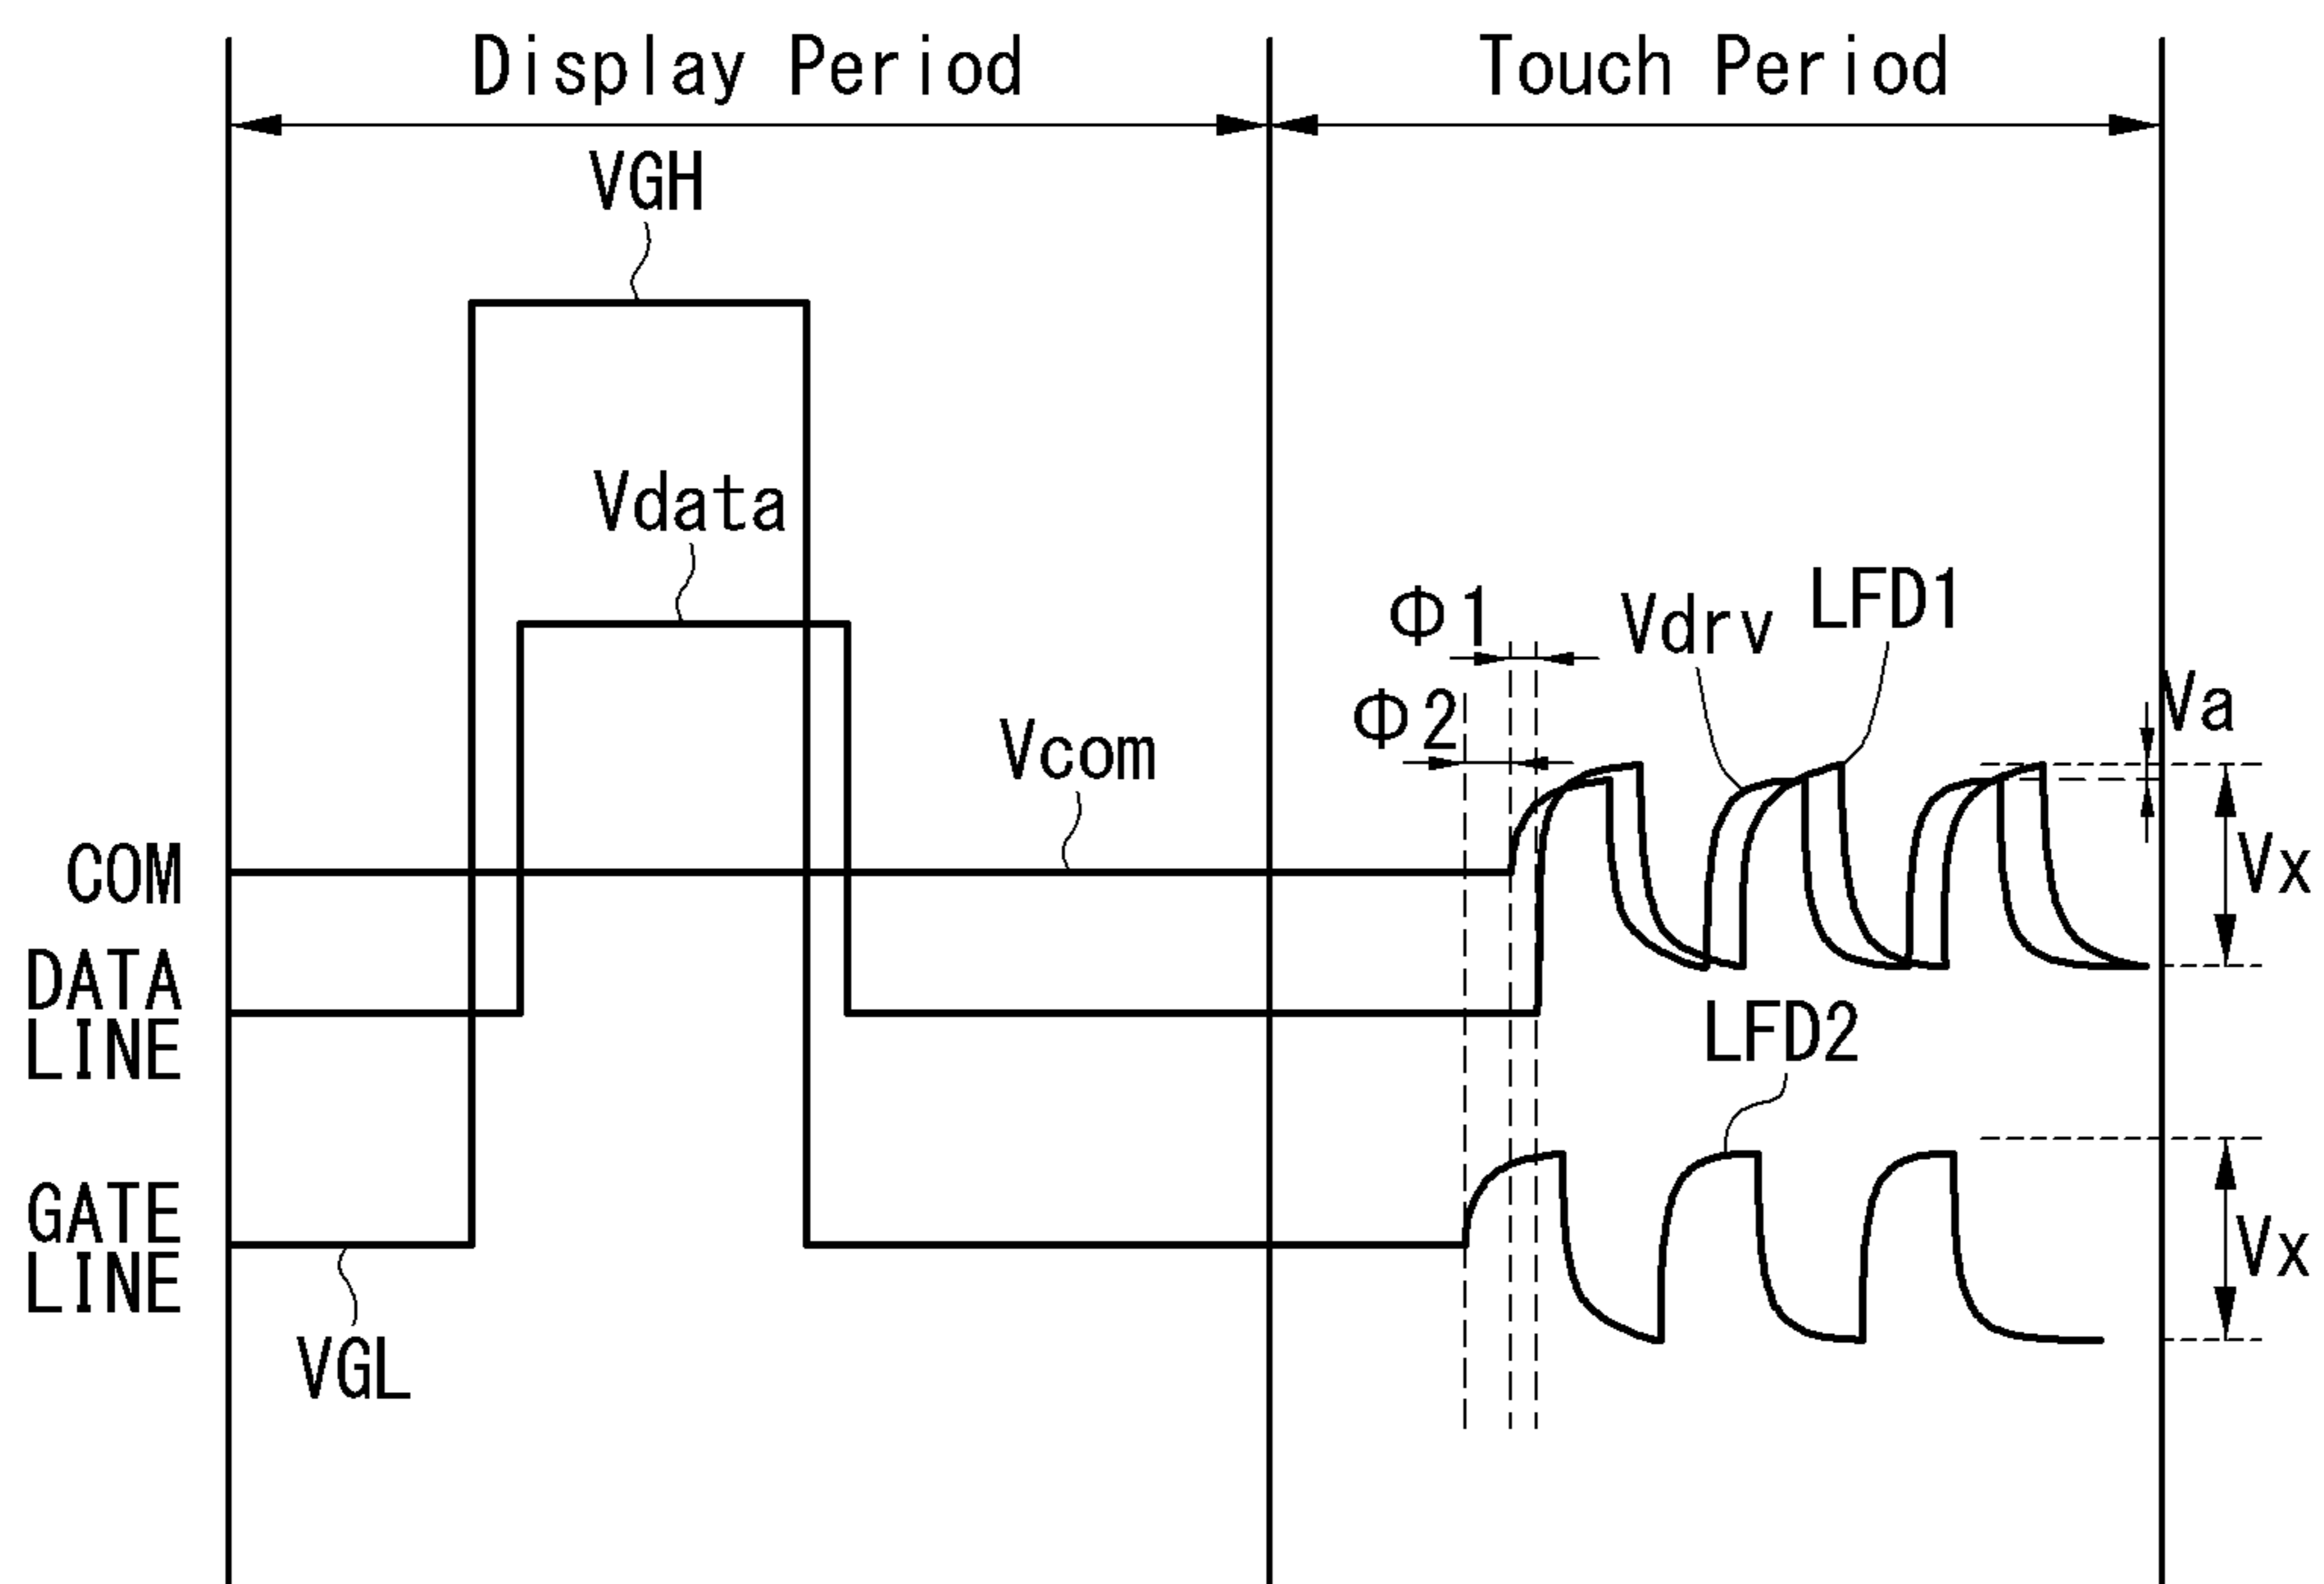 Display Period
Touch Period
VGH
Vdata
Φ1
Vdrv
LFD1
Va
Φ2
Vcom
COM
Vx
DATA
LINE
LFD2
GATE
LINE
Vx
VGL